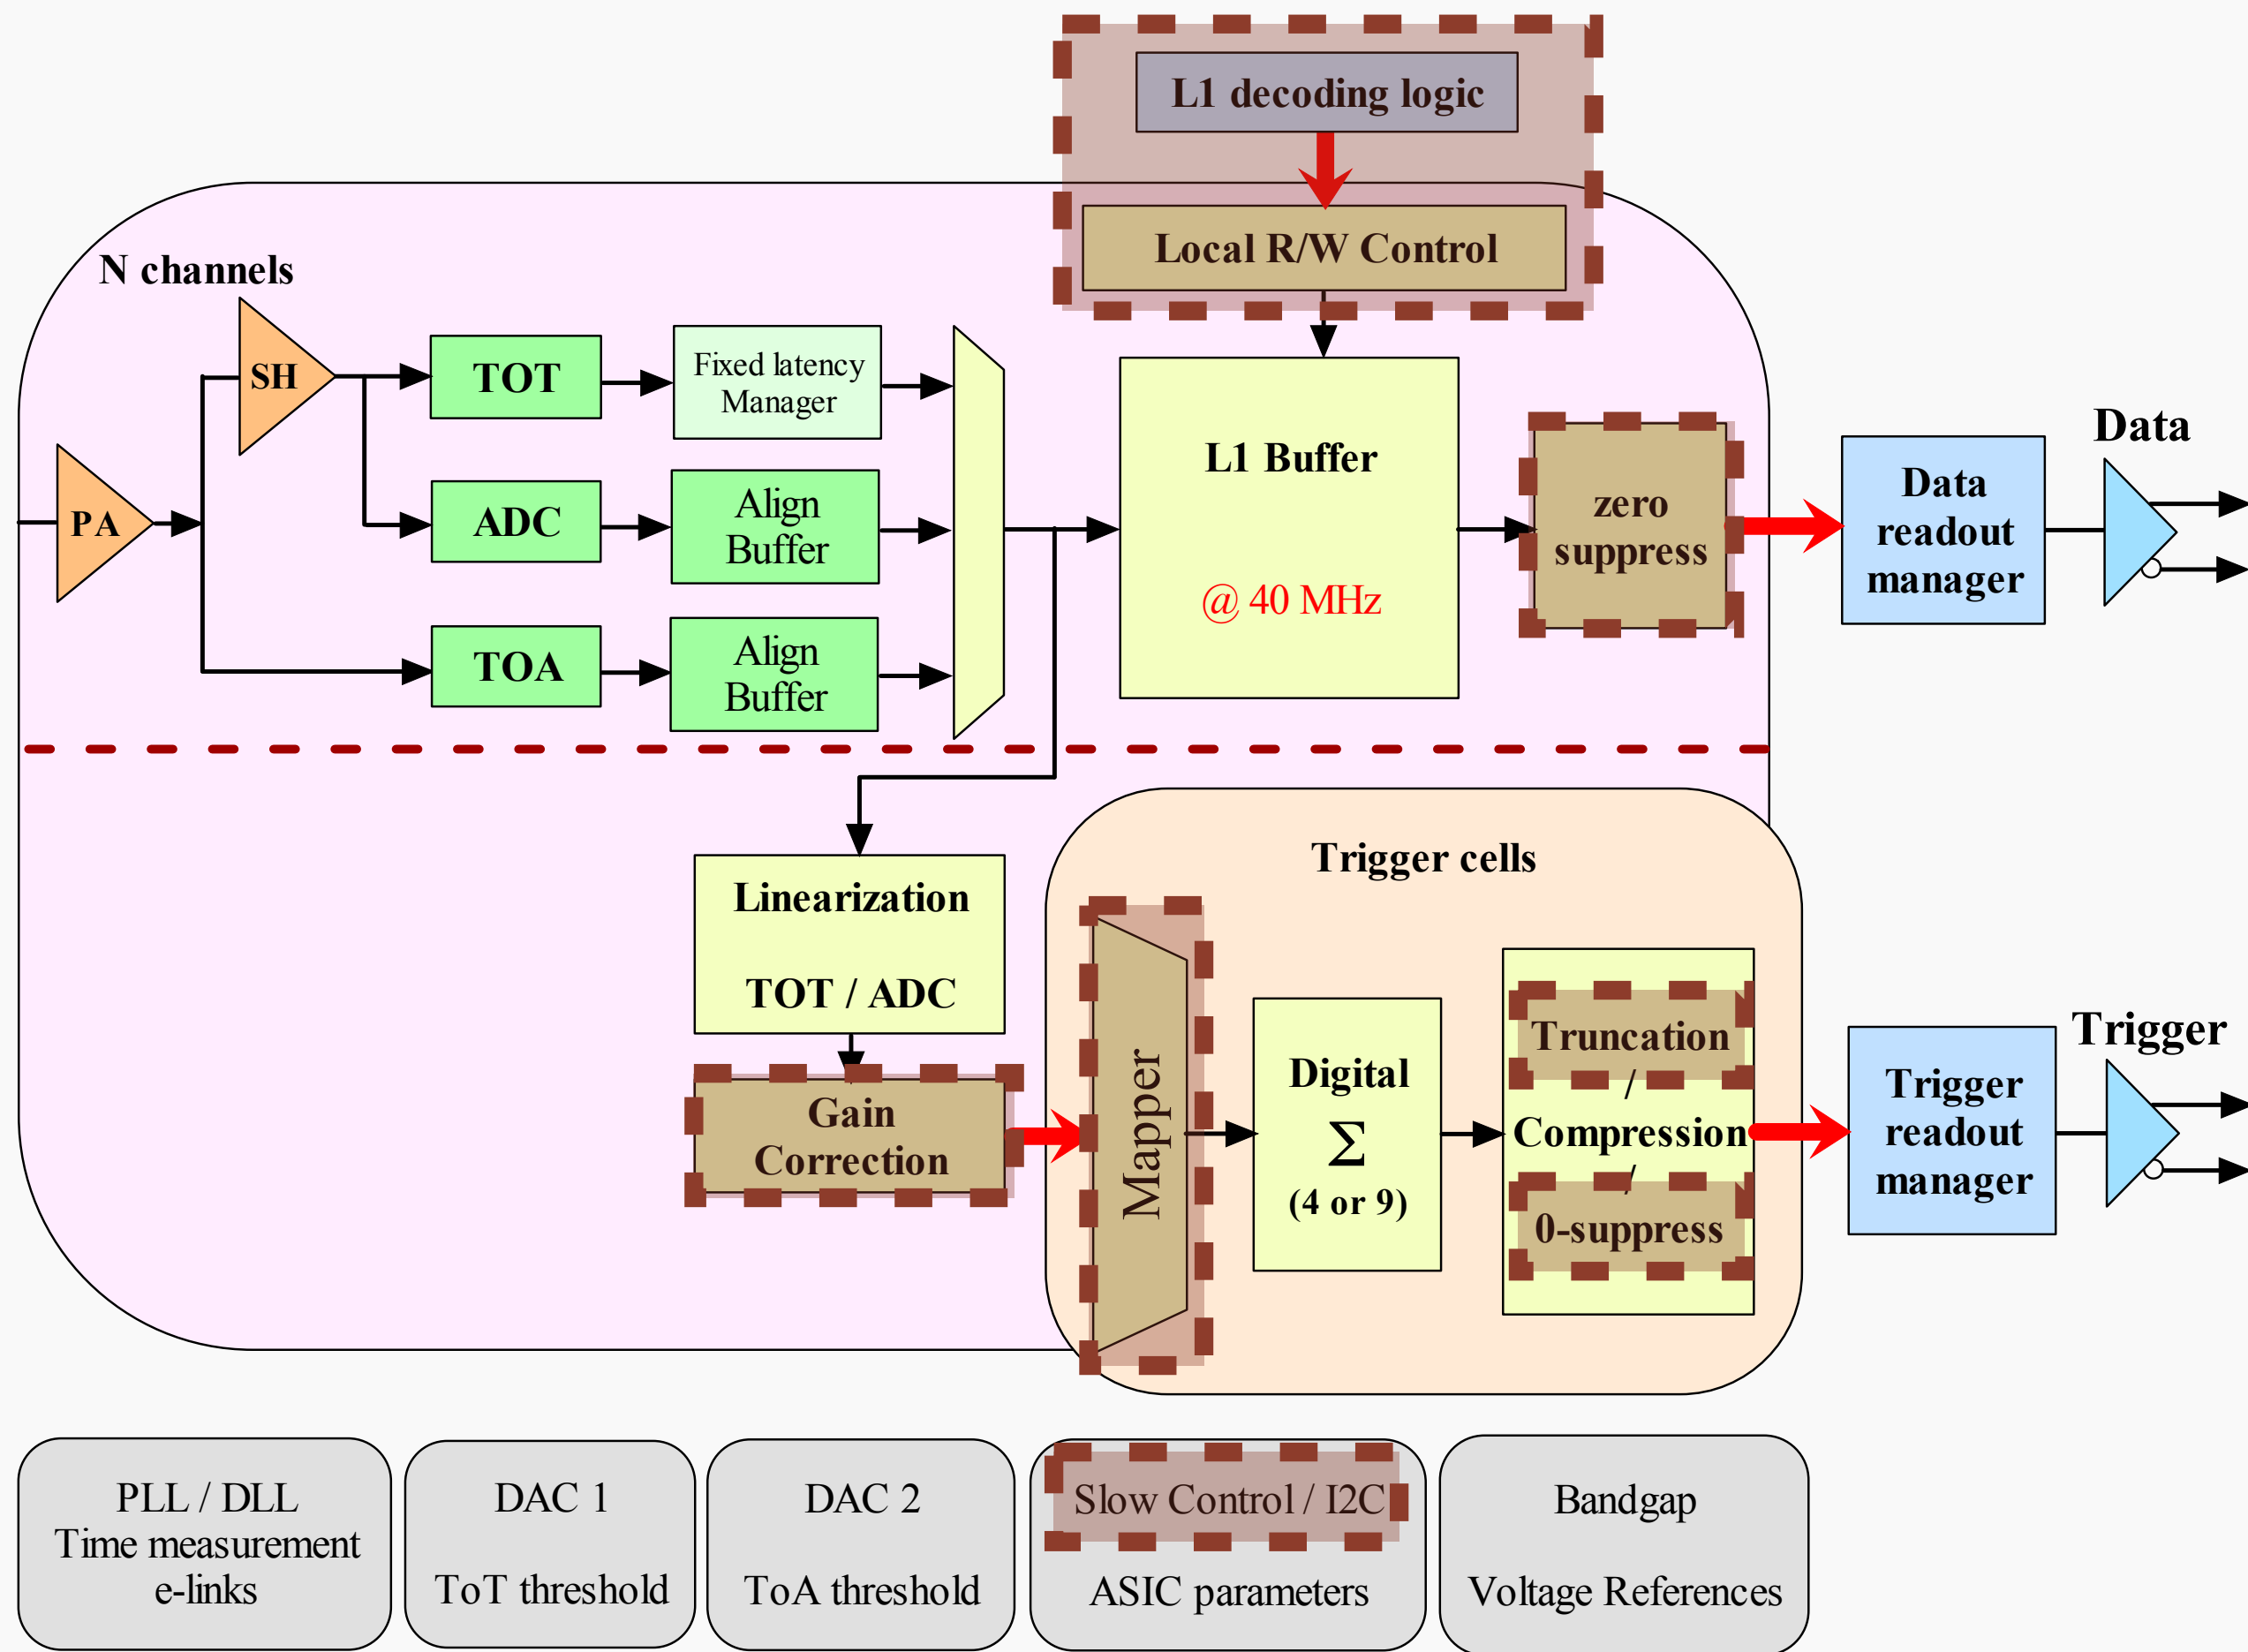 L1 decoding logic
Local R/W Control
N channels
SH
TOT
Fixed latency
Manager
PA
ADC
Align
Buffer
TOA
Align
Buffer
L1 Buffer
@ 40 MHz
zero
suppress
Data
readout
manager
Data
Linearization
TOT / ADC
Gain
Correction
Trigger cells
Mapper
Digital
Σ
(4 or 9)
Truncation
/
Compression
/
0-suppress
Trigger
readout
manager
Trigger
PLL / DLL
Time measurement
e-links
DAC 1
ToT threshold
DAC 2
ToA threshold
Slow Control / I2C
ASIC parameters
Bandgap
Voltage References